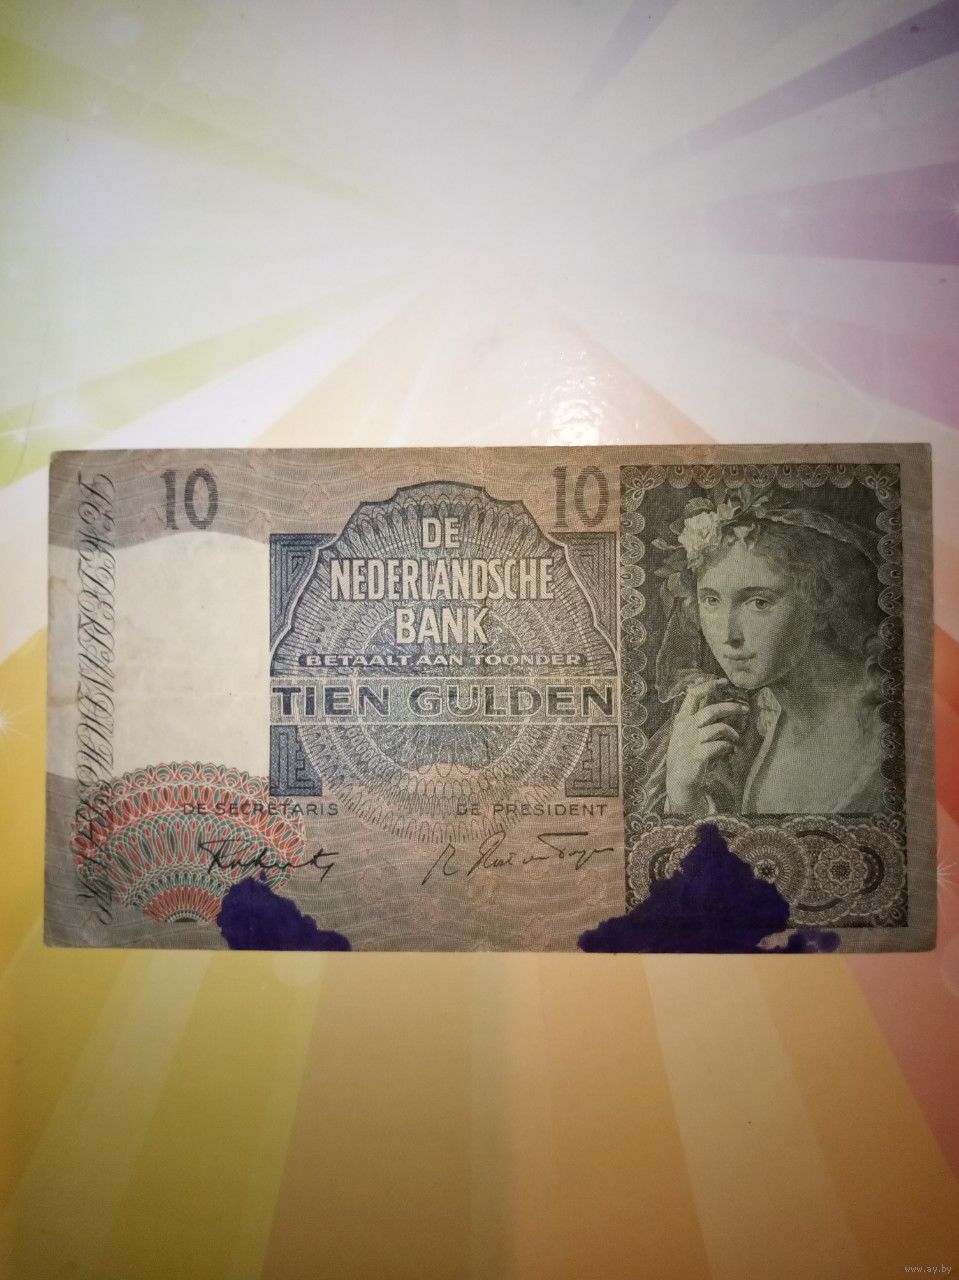 10
10
DE
NEDERLANDSCHE
BANK
BETAALT AAN TOONDER
TIEN GULDEN
DE SECRETARIS
DE PRESIDENT
www.ay.by